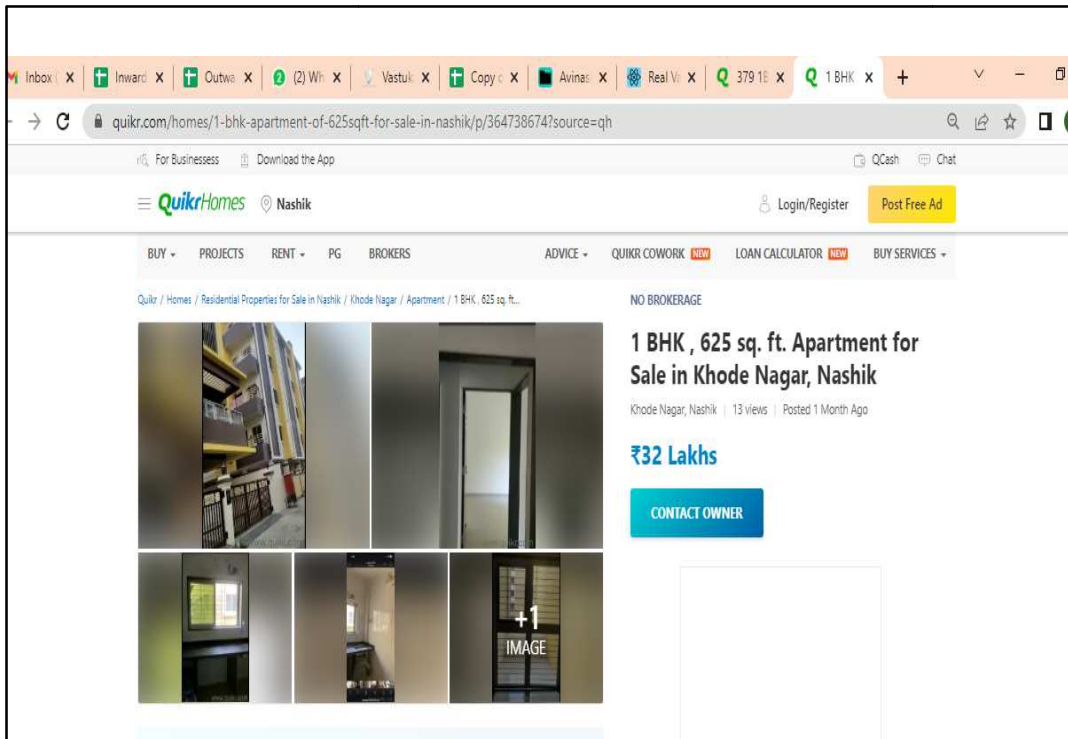 Inbox (
Inward
Outwa
(2) Wh
Vastuk
Copy o
Avinas
Real Va
379 1B
1 BHK
quikr.com/homes/1-bhk-apartment-of-625sqft-for-sale-in-nashik/p/364738674?source=qh
For Businessess
Download the App
QCash
Chat
QuikrHomes
Nashik
Login/Register
Post Free Ad
BUY
PROJECTS
RENT
PG
BROKERS
ADVICE
QUIKR COWORK NEW
LOAN CALCULATOR NEW
BUY SERVICES
Quikr / Homes / Residential Properties for Sale in Nashik / Khode Nagar / Apartment / 1 BHK , 625 sq. ft...
NO BROKERAGE
1 BHK , 625 sq. ft. Apartment for
Sale in Khode Nagar, Nashik
Khode Nagar, Nashik | 13 views | Posted 1 Month Ago
₹32 Lakhs
CONTACT OWNER
+1
IMAGE